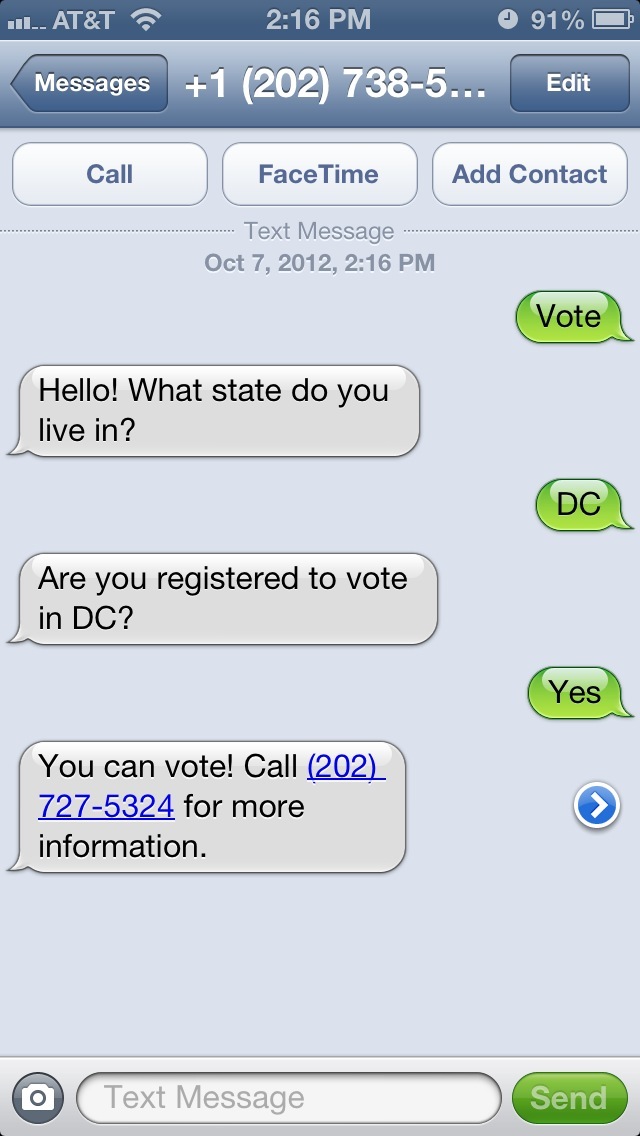 AT&T 2:16 PM 91%
Messages +1 (202) 738-5... Edit
Call FaceTime Add Contact
Text Message
Oct 7, 2012, 2:16 PM
Vote
Hello! What state do you
live in?
DC
Are you registered to vote
in DC?
Yes
You can vote! Call (202)
727-5324 for more
information.
Text Message Send